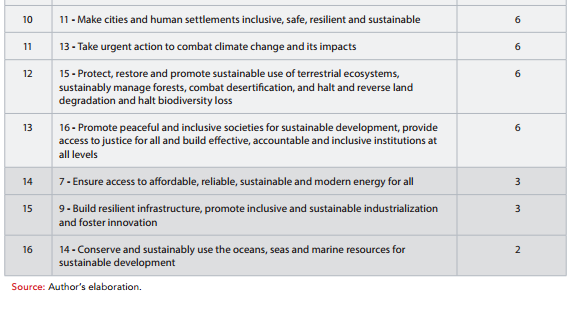 10 11 - Make cities and human settlements inclusive, safe, resilient and sustainable 6
11 13 - Take urgent action to combat climate change and its impacts 6
12 15 - Protect, restore and promote sustainable use of terrestrial ecosystems, 6
sustainably manage forests, combat desertification, and halt and reverse land
degradation and halt biodiversity loss
13 16 - Promote peaceful and inclusive societies for sustainable development, provide 6
access to justice for all and build effective, accountable and inclusive institutions at
all levels
14 7 - Ensure access to affordable, reliable, sustainable and modern energy for all 3
15 9 - Build resilient infrastructure, promote inclusive and sustainable industrialization 3
and foster innovation
16 14 - Conserve and sustainably use the oceans, seas and marine resources for 2
sustainable development
Source: Author's elaboration.